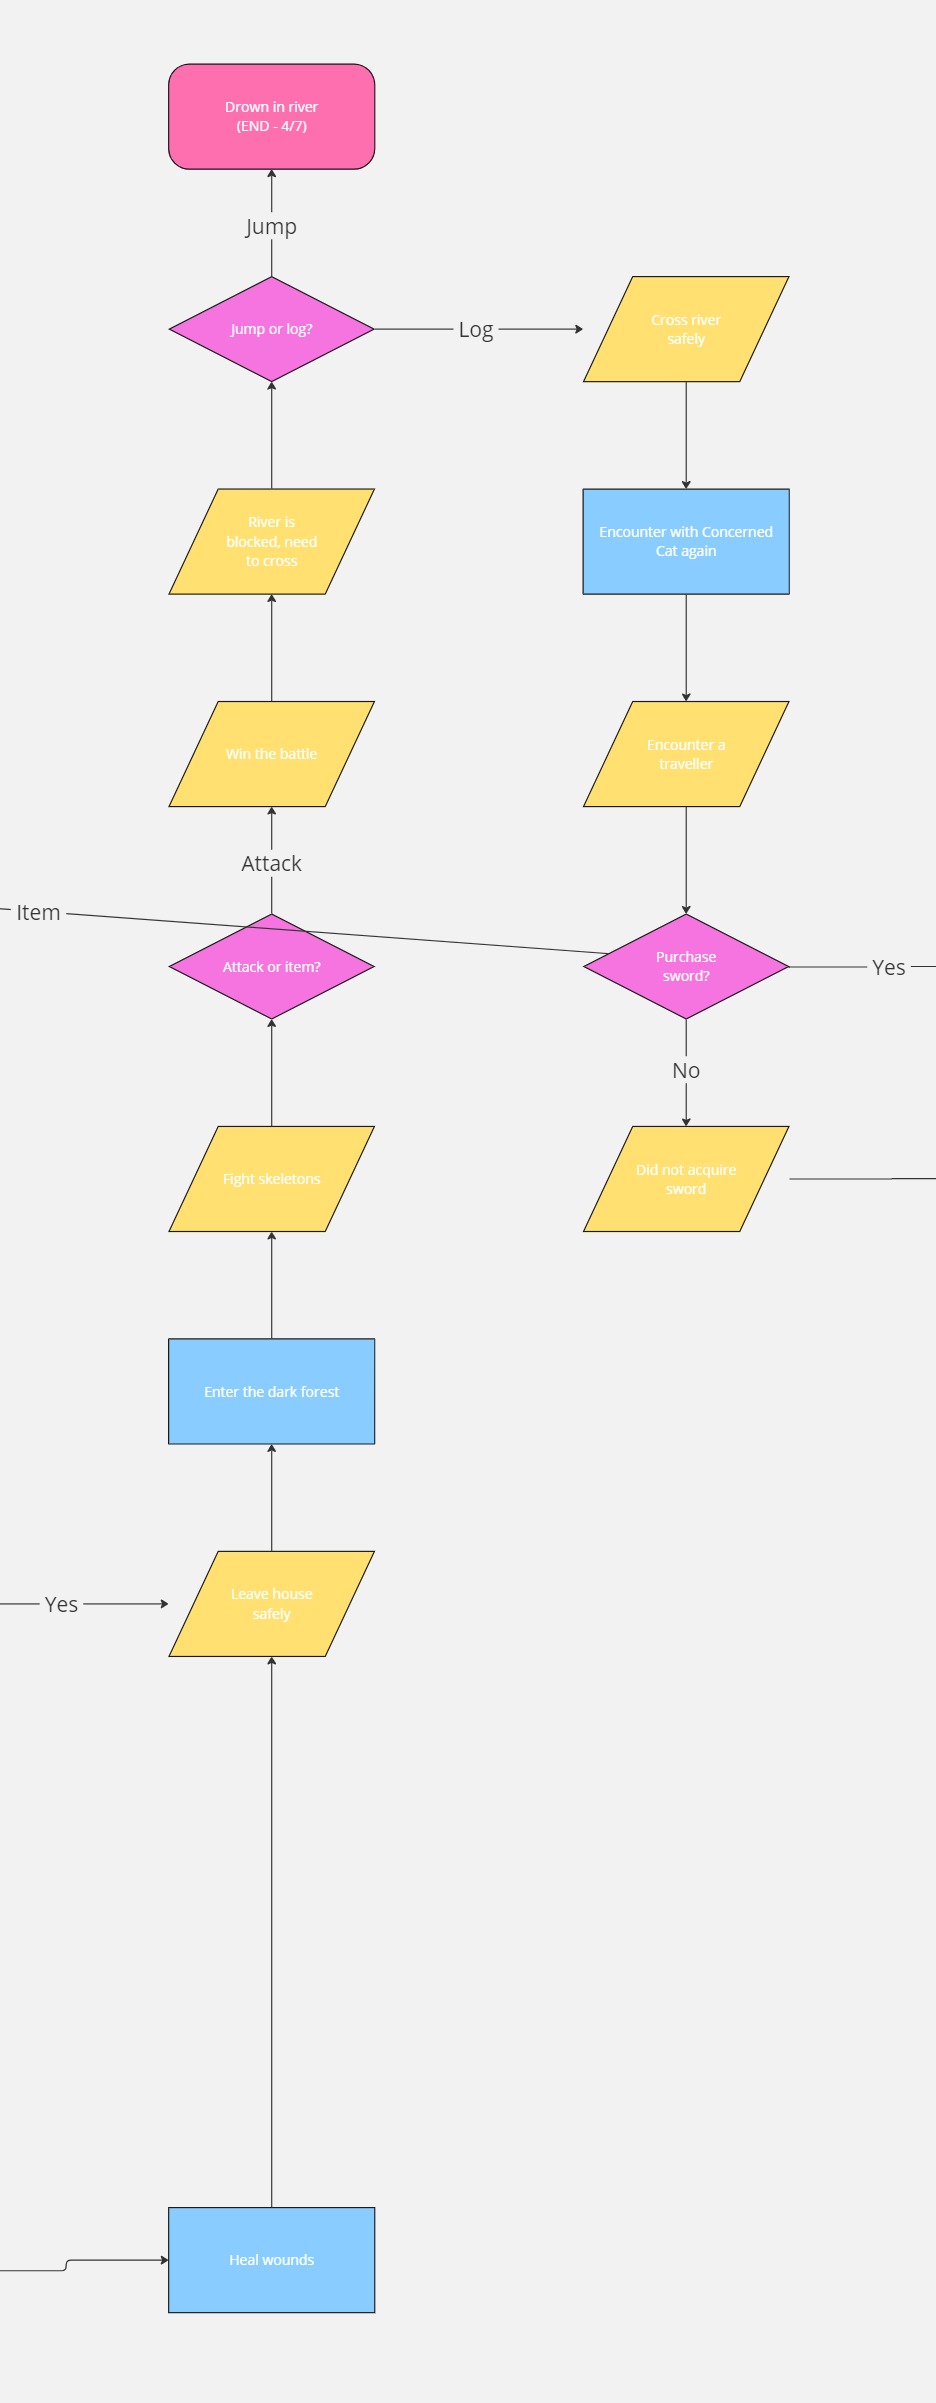 Drown in river
(END - 4/7)
Jump
Jump or log?
Log
Cross river
safely
River is
blocked, need
to cross
Encounter with Concerned
Cat again
Win the battle
Encounter a
traveller
Attack
Item
Attack or item?
Purchase
sword?
Yes
No
Fight skeletons
Did not acquire
sword
Enter the dark forest
Yes
Leave house
safely
Heal wounds